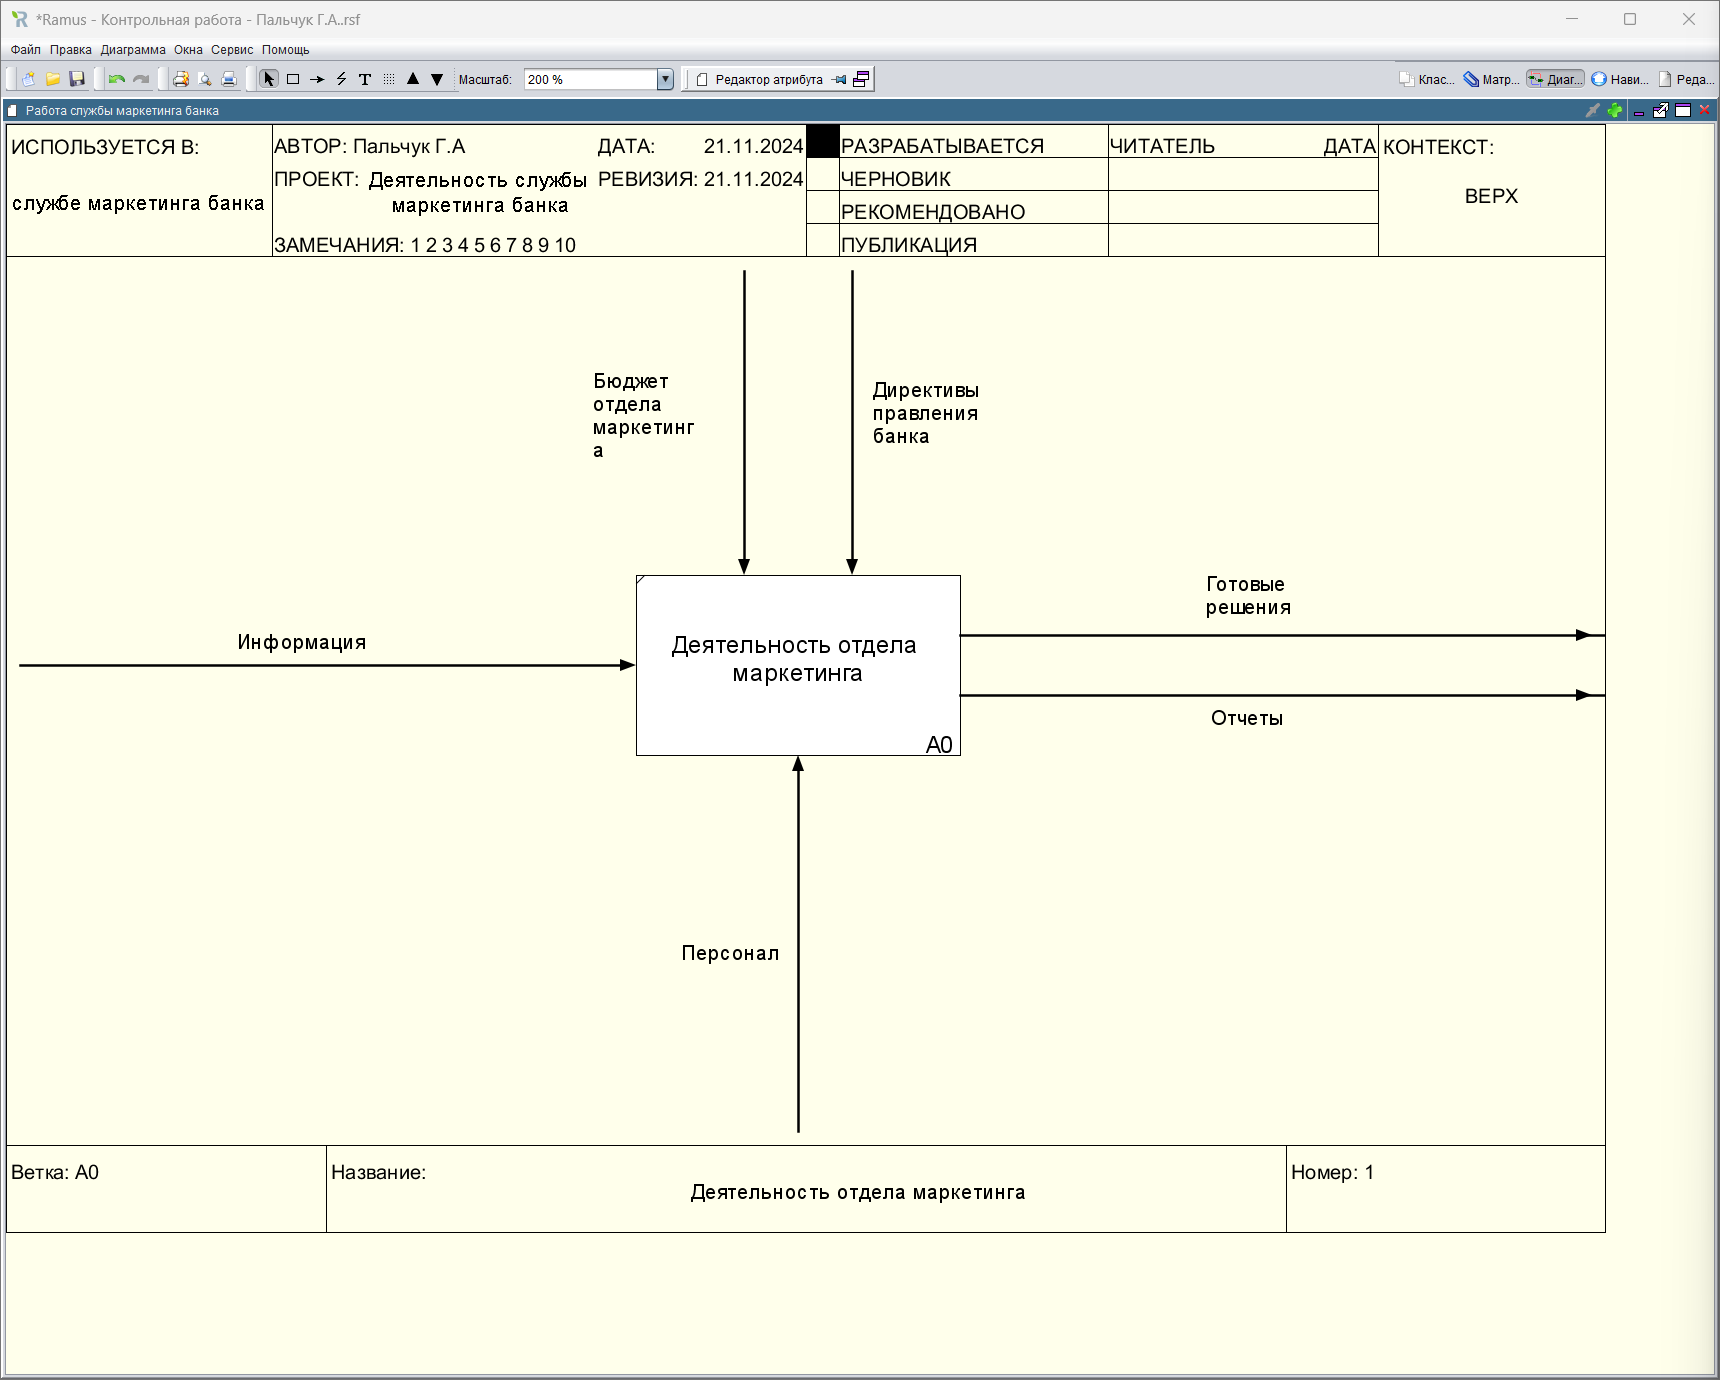 *Ramus - Контрольная работа - Пальчук Г.А..rsf
Файл Правка Диаграмма Окна Сервис Помощь
Масштаб: 200 % Редактор атрибута Клас... Матр... Диаг... Нави... Реда...
Работа службы маркетинга банка
ИСПОЛЬЗУЕТСЯ В:
службе маркетинга банка
АВТОР: Пальчук Г.А ДАТА: 21.11.2024
ПРОЕКТ: Деятельность службы РЕВИЗИЯ: 21.11.2024
маркетинга банка
ЗАМЕЧАНИЯ: 1 2 3 4 5 6 7 8 9 10
РАЗРАБАТЫВАЕТСЯ
ЧЕРНОВИК
РЕКОМЕНДОВАНО
ПУБЛИКАЦИЯ
ЧИТАТЕЛЬ ДАТА
КОНТЕКСТ:
ВЕРХ
Бюджет
отдела
маркетинг
а
Директивы
правления
банка
Готовые
решения
Информация
Деятельность отдела
маркетинга
A0
Отчеты
Персонал
Ветка: A0
Название:
Деятельность отдела маркетинга
Номер: 1